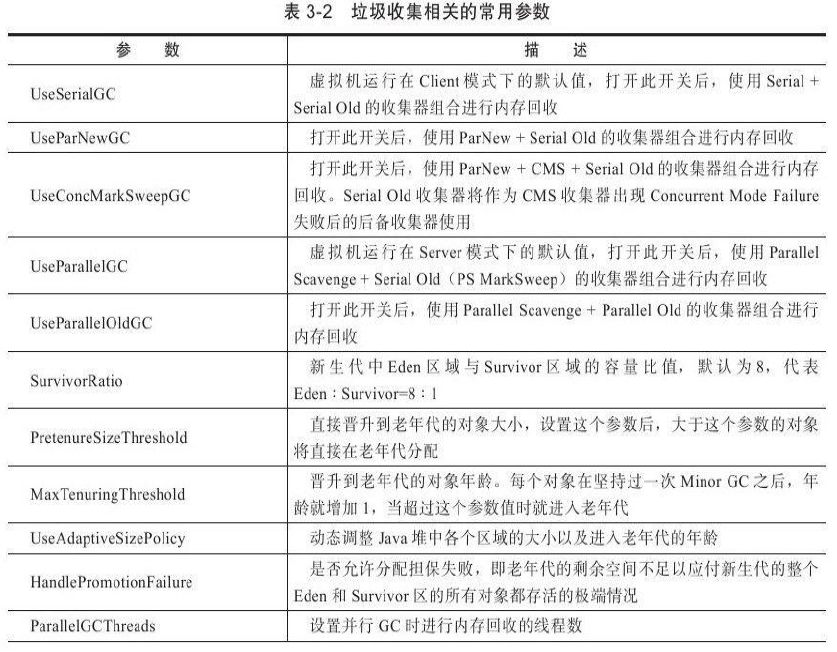 表 3-2 垃圾收集相关的常用参数
参 数 描 述
UseSerialGC
虚拟机运行在 Client 模式下的默认值，打开此开关后，使用 Serial +
Serial Old 的收集器组合进行内存回收
UseParNewGC
打开此开关后，使用 ParNew + Serial Old 的收集器组合进行内存回收
UseConcMarkSweepGC
打开此开关后，使用 ParNew + CMS + Serial Old 的收集器组合进行内存
回收。Serial Old 收集器将作为 CMS 收集器出现 Concurrent Mode Failure
失败后的后备收集器使用
UseParallelGC
虚拟机运行在 Server 模式下的默认值，打开此开关后，使用 Parallel
Scavenge + Serial Old（PS MarkSweep）的收集器组合进行内存回收
UseParallelOldGC
打开此开关后，使用 Parallel Scavenge + Parallel Old 的收集器组合进行
内存回收
SurvivorRatio
新生代中 Eden 区域与 Survivor 区域的容量比值，默认为 8，代表
Eden：Survivor=8：1
PretenureSizeThreshold
直接晋升到老年代的对象大小，设置这个参数后，大于这个参数的对象
将直接在老年代分配
MaxTenuringThreshold
晋升到老年代的对象年龄。每个对象在坚持过一次 Minor GC 之后，年
龄就增加 1，当超过这个参数值时就进入老年代
UseAdaptiveSizePolicy
动态调整 Java 堆中各个区域的大小以及进入老年代的年龄
HandlePromotionFailure
是否允许分配担保失败，即老年代的剩余空间不足以应付新生代的整个
Eden 和 Survivor 区的所有对象都存活的极端情况
ParallelGCThreads
设置并行 GC 时进行内存回收的线程数